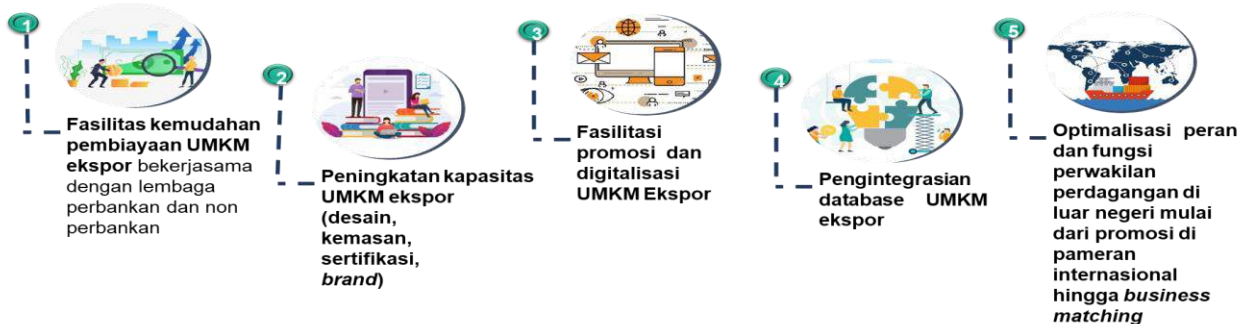 1
Fasilitas kemudahan
pembiayaan UMKM
ekspor bekerjasama
dengan lembaga
perbankan dan non
perbankan
2
Peningkatan kapasitas
UMKM ekspor
(desain,
kemasan,
sertifikasi,
brand)
3
Fasilitasi
promosi dan
digitalisasi
UMKM Ekspor
4
Pengintegrasian
database UMKM
ekspor
5
Optimalisasi peran
dan fungsi
perwakilan
perdagangan di
luar negeri mulai
dari promosi di
pameran
internasional
hingga business
matching